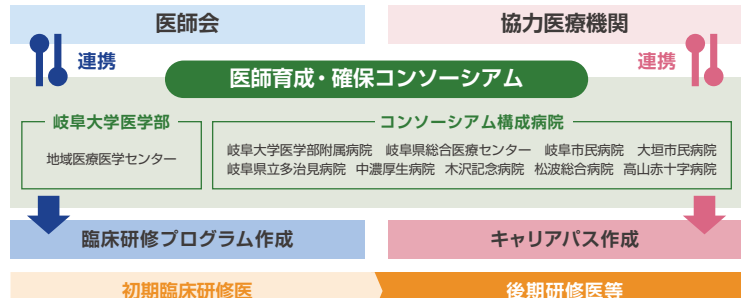 医師会
協力医療機関
連携
連携
医師育成・確保コンソーシアム
岐阜大学医学部
地域医療医学センター
コンソーシアム構成病院
岐阜大学医学部附属病院 岐阜県総合医療センター 岐阜市民病院 大垣市民病院
岐阜県立多治見病院 中濃厚生病院 木沢記念病院 松波総合病院 高山赤十字病院
臨床研修プログラム作成
キャリアパス作成
初期臨床研修医
後期研修医等